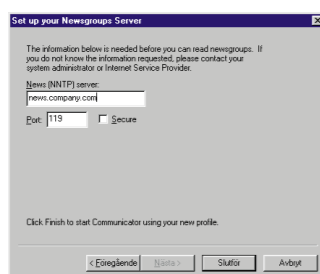 Set up your Newsgroups Server
The information below is needed before you can read newsgroups. If
you do not know the information requested, please contact your
system administrator or Internet Service Provider.
News (NNTP) server:
news.company.com
Port: 119 Secure
Click Finish to start Communicator using your new profile.
< Föregående Nästa > Slutför Avbryt